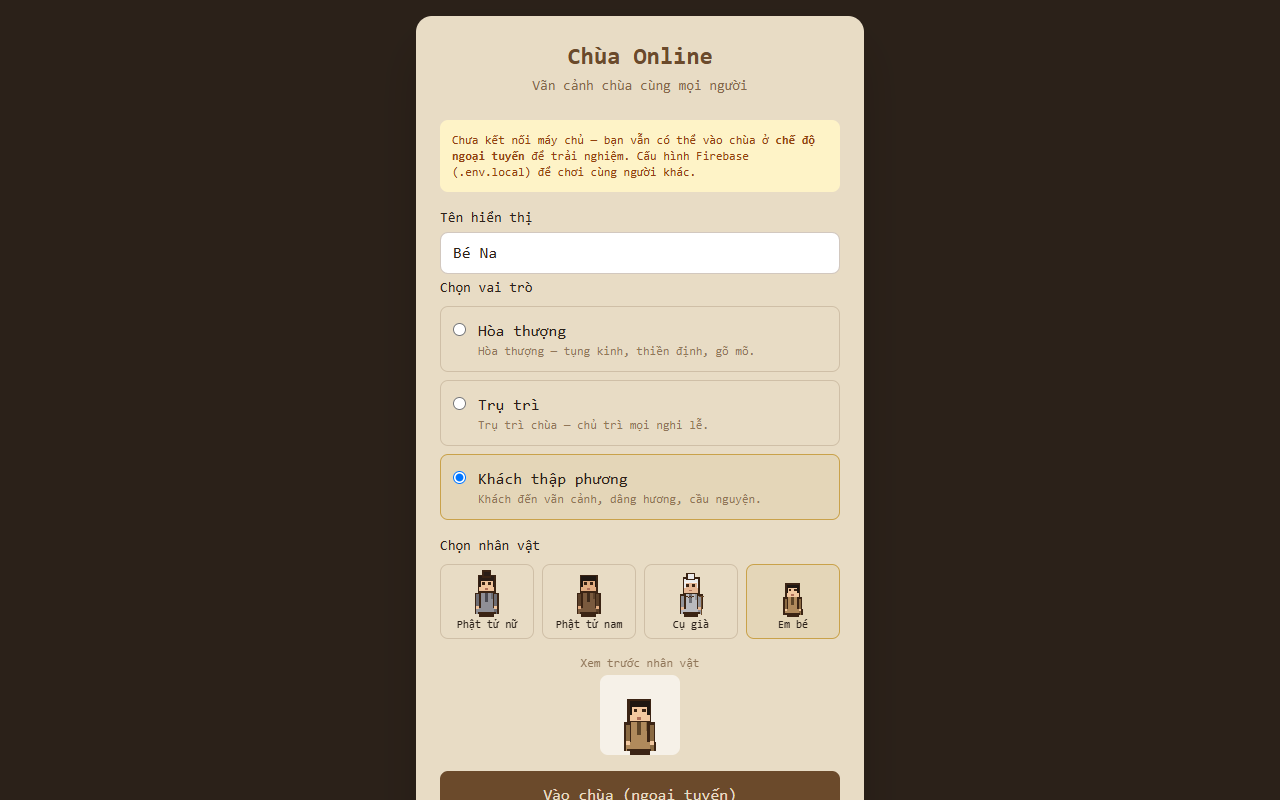 Chùa Online
Vãn cảnh chùa cùng mọi người
Chưa kết nối máy chủ — bạn vẫn có thể vào chùa ở chế độ
ngoại tuyến để trải nghiệm. Cấu hình Firebase
(.env.local) để chơi cùng người khác.
Tên hiển thị
Bé Na
Chọn vai trò
Hòa thượng
Hòa thượng — tụng kinh, thiền định, gõ mõ.
Trụ trì
Trụ trì chùa — chủ trì mọi nghi lễ.
Khách thập phương
Khách đến vãn cảnh, dâng hương, cầu nguyện.
Chọn nhân vật
Phật tử nữ
Phật tử nam
Cụ già
Em bé
Xem trước nhân vật
Vào chùa (ngoại tuyến)